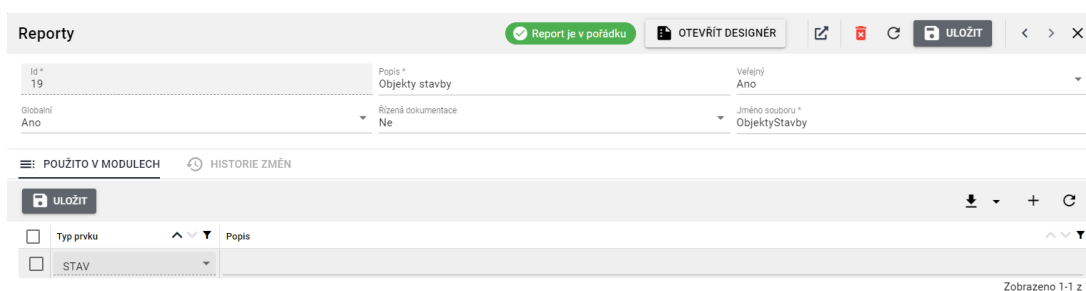 Reporty
Report je v pořádku
OTEVŘÍT DESIGNÉR
ULOŽIT
Id *
19
Popis *
Objekty stavby
Veřejný
Ano
Globalní
Ano
Řízená dokumentace
Ne
Jméno souboru *
ObjektyStavby
POUŽITO V MODULECH
HISTORIE ZMĚN
ULOŽIT
Typ prvku
Popis
STAV
Zobrazeno 1-1 z